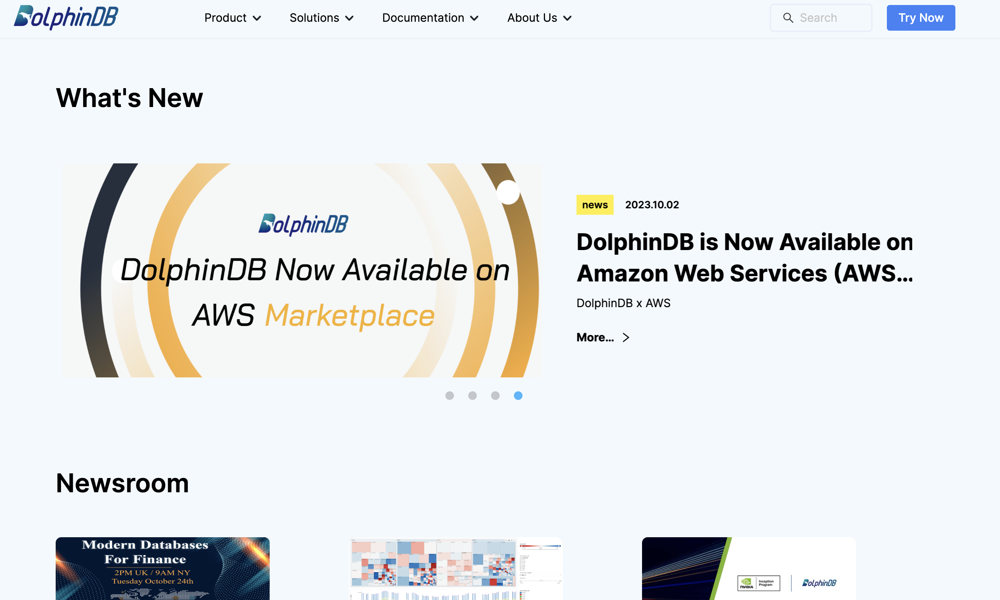 DolphinDB
Product
Solutions
Documentation
About Us
Search
Try Now
What's New
DolphinDB
DolphinDB Now Available on
AWS Marketplace
news 2023.10.02
DolphinDB is Now Available on
Amazon Web Services (AWS...
DolphinDB x AWS
More...
Newsroom
Modern Databases
For Finance
2PM UK / 9AM NY
Tuesday October 24th
NVIDIA
Inception
Program
DolphinDB